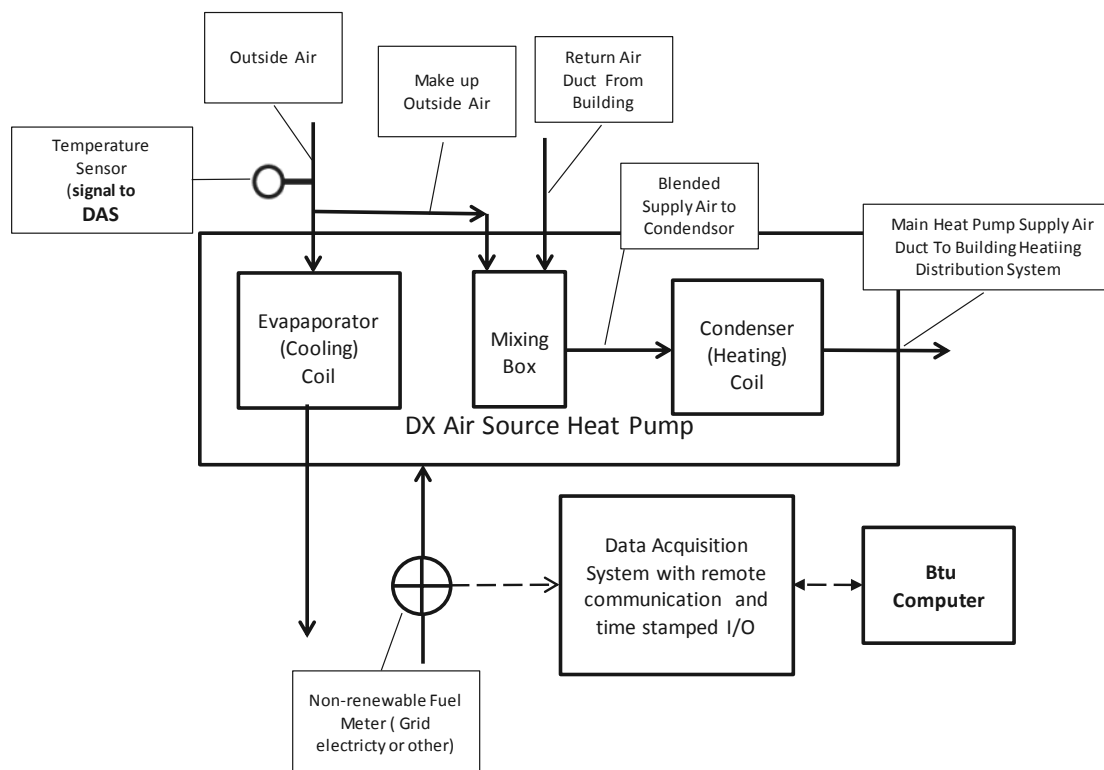 Outside Air
Make up
Outside Air
Return Air
Duct From
Building
Temperature
Sensor
(signal to
DAS
Blended
Supply Air to
Condendsor
Main Heat Pump Supply Air
Duct To Building Heatiing
Distribution System
Evapaporator
(Cooling)
Coil
Mixing
Box
Condenser
(Heating)
Coil
DX Air Source Heat Pump
Data Acquisition
System with remote
communication and
time stamped I/O
Btu
Computer
Non-renewable Fuel
Meter ( Grid
electricty or other)